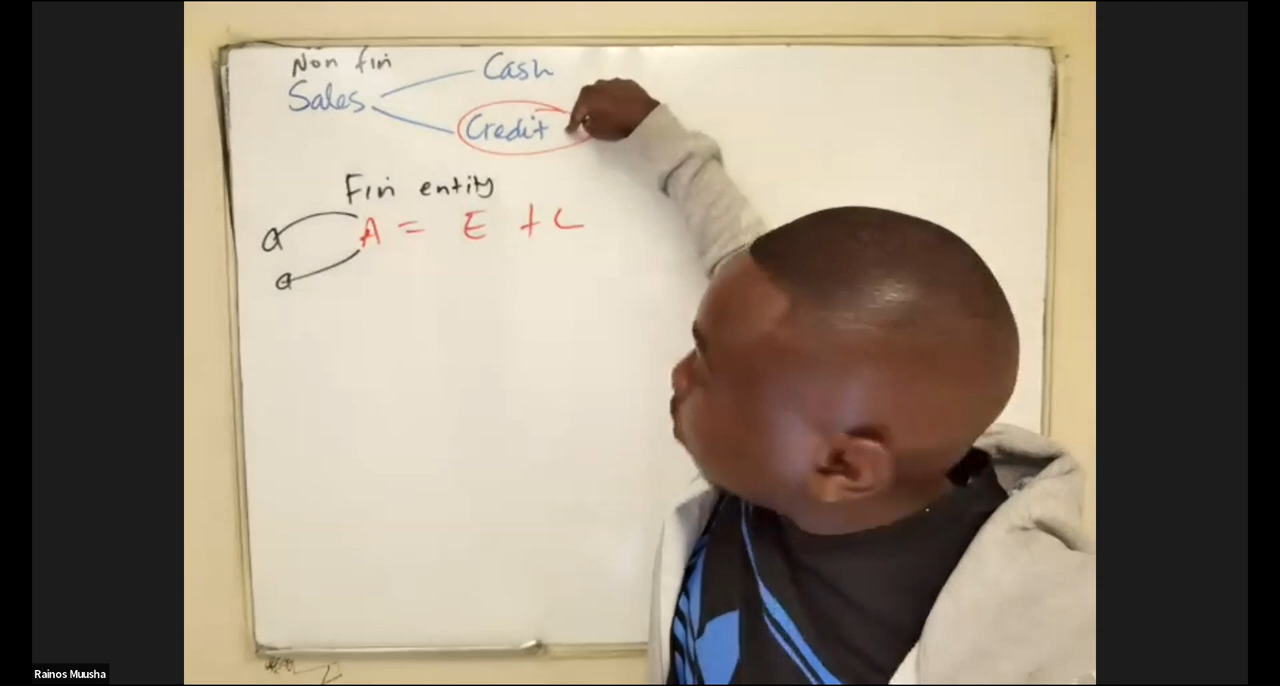 Non fin
Sales
Cash
Credit
Fin entity
A = E + L
Rainos Muusha